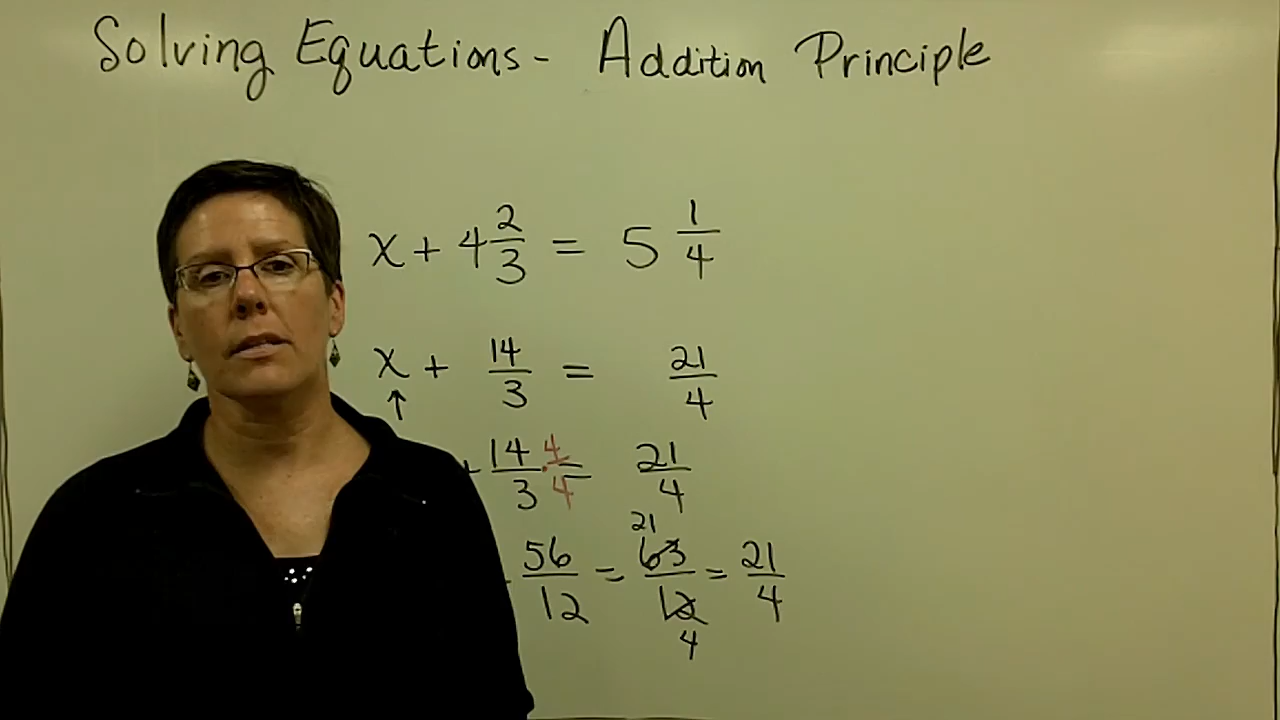 Solving Equations - Addition Principle
x + 4 2/3 = 5 1/4
x + 14/3 = 21/4
↑
+ 14/3 · 4/4 = 21/4
21
56/12 = 63/12 = 21/4
4